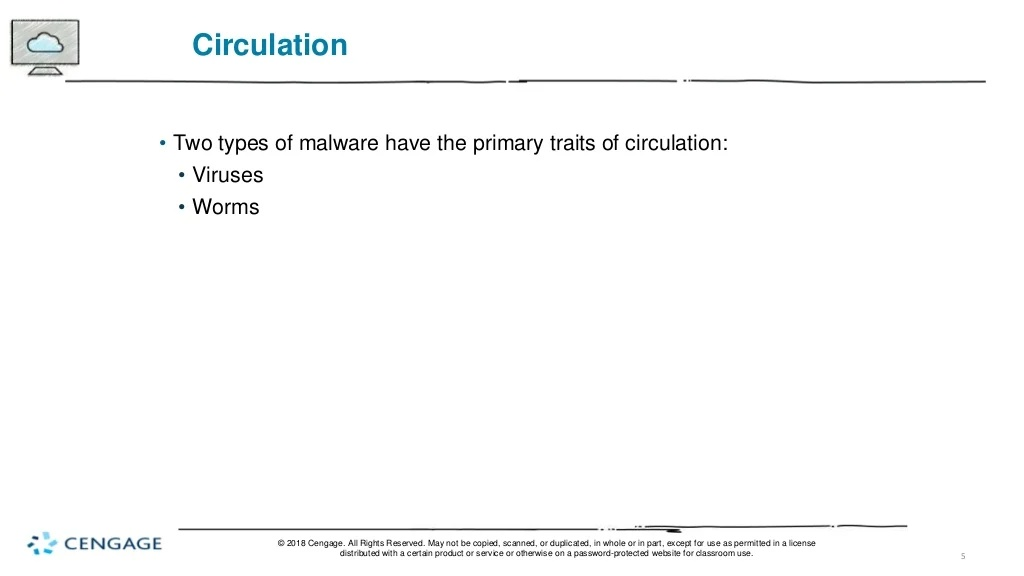 Circulation
• Two types of malware have the primary traits of circulation:
• Viruses
• Worms
CENGAGE
© 2018 Cengage. All Rights Reserved. May not be copied, scanned, or duplicated, in whole or in part, except for use as permitted in a license
distributed with a certain product or service or otherwise on a password-protected website for classroom use.
5